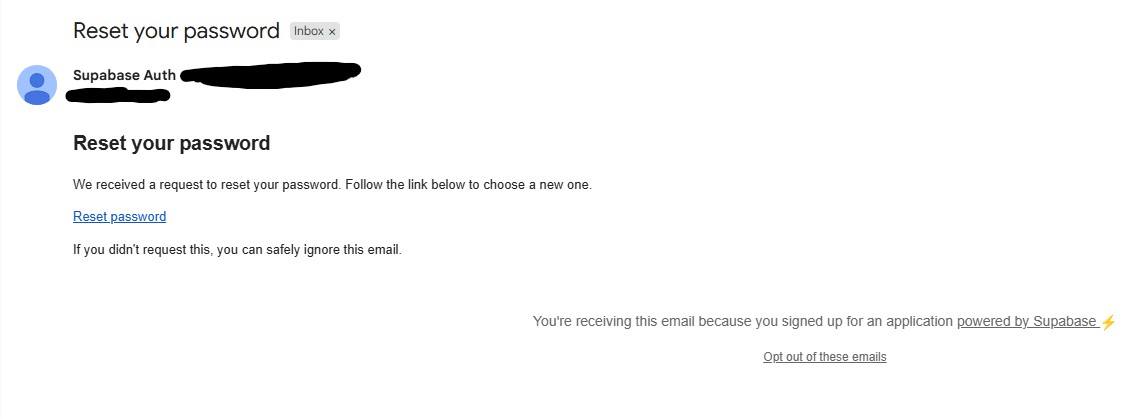 Reset your password Inbox ×
Supabase Auth
Reset your password
We received a request to reset your password. Follow the link below to choose a new one.
Reset password
If you didn't request this, you can safely ignore this email.
You're receiving this email because you signed up for an application powered by Supabase ⚡
Opt out of these emails